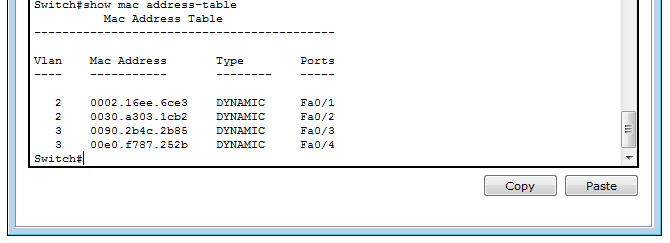 Switch#show mac address-table
Mac Address Table
-------------------------------------------
Vlan    Mac Address       Type        Ports
----    -----------       --------    -----
2    0002.16ee.6ce3    DYNAMIC     Fa0/1
2    0030.a303.1cb2    DYNAMIC     Fa0/2
3    0090.2b4c.2b85    DYNAMIC     Fa0/3
3    00e0.f787.252b    DYNAMIC     Fa0/4
Switch#
Copy    Paste